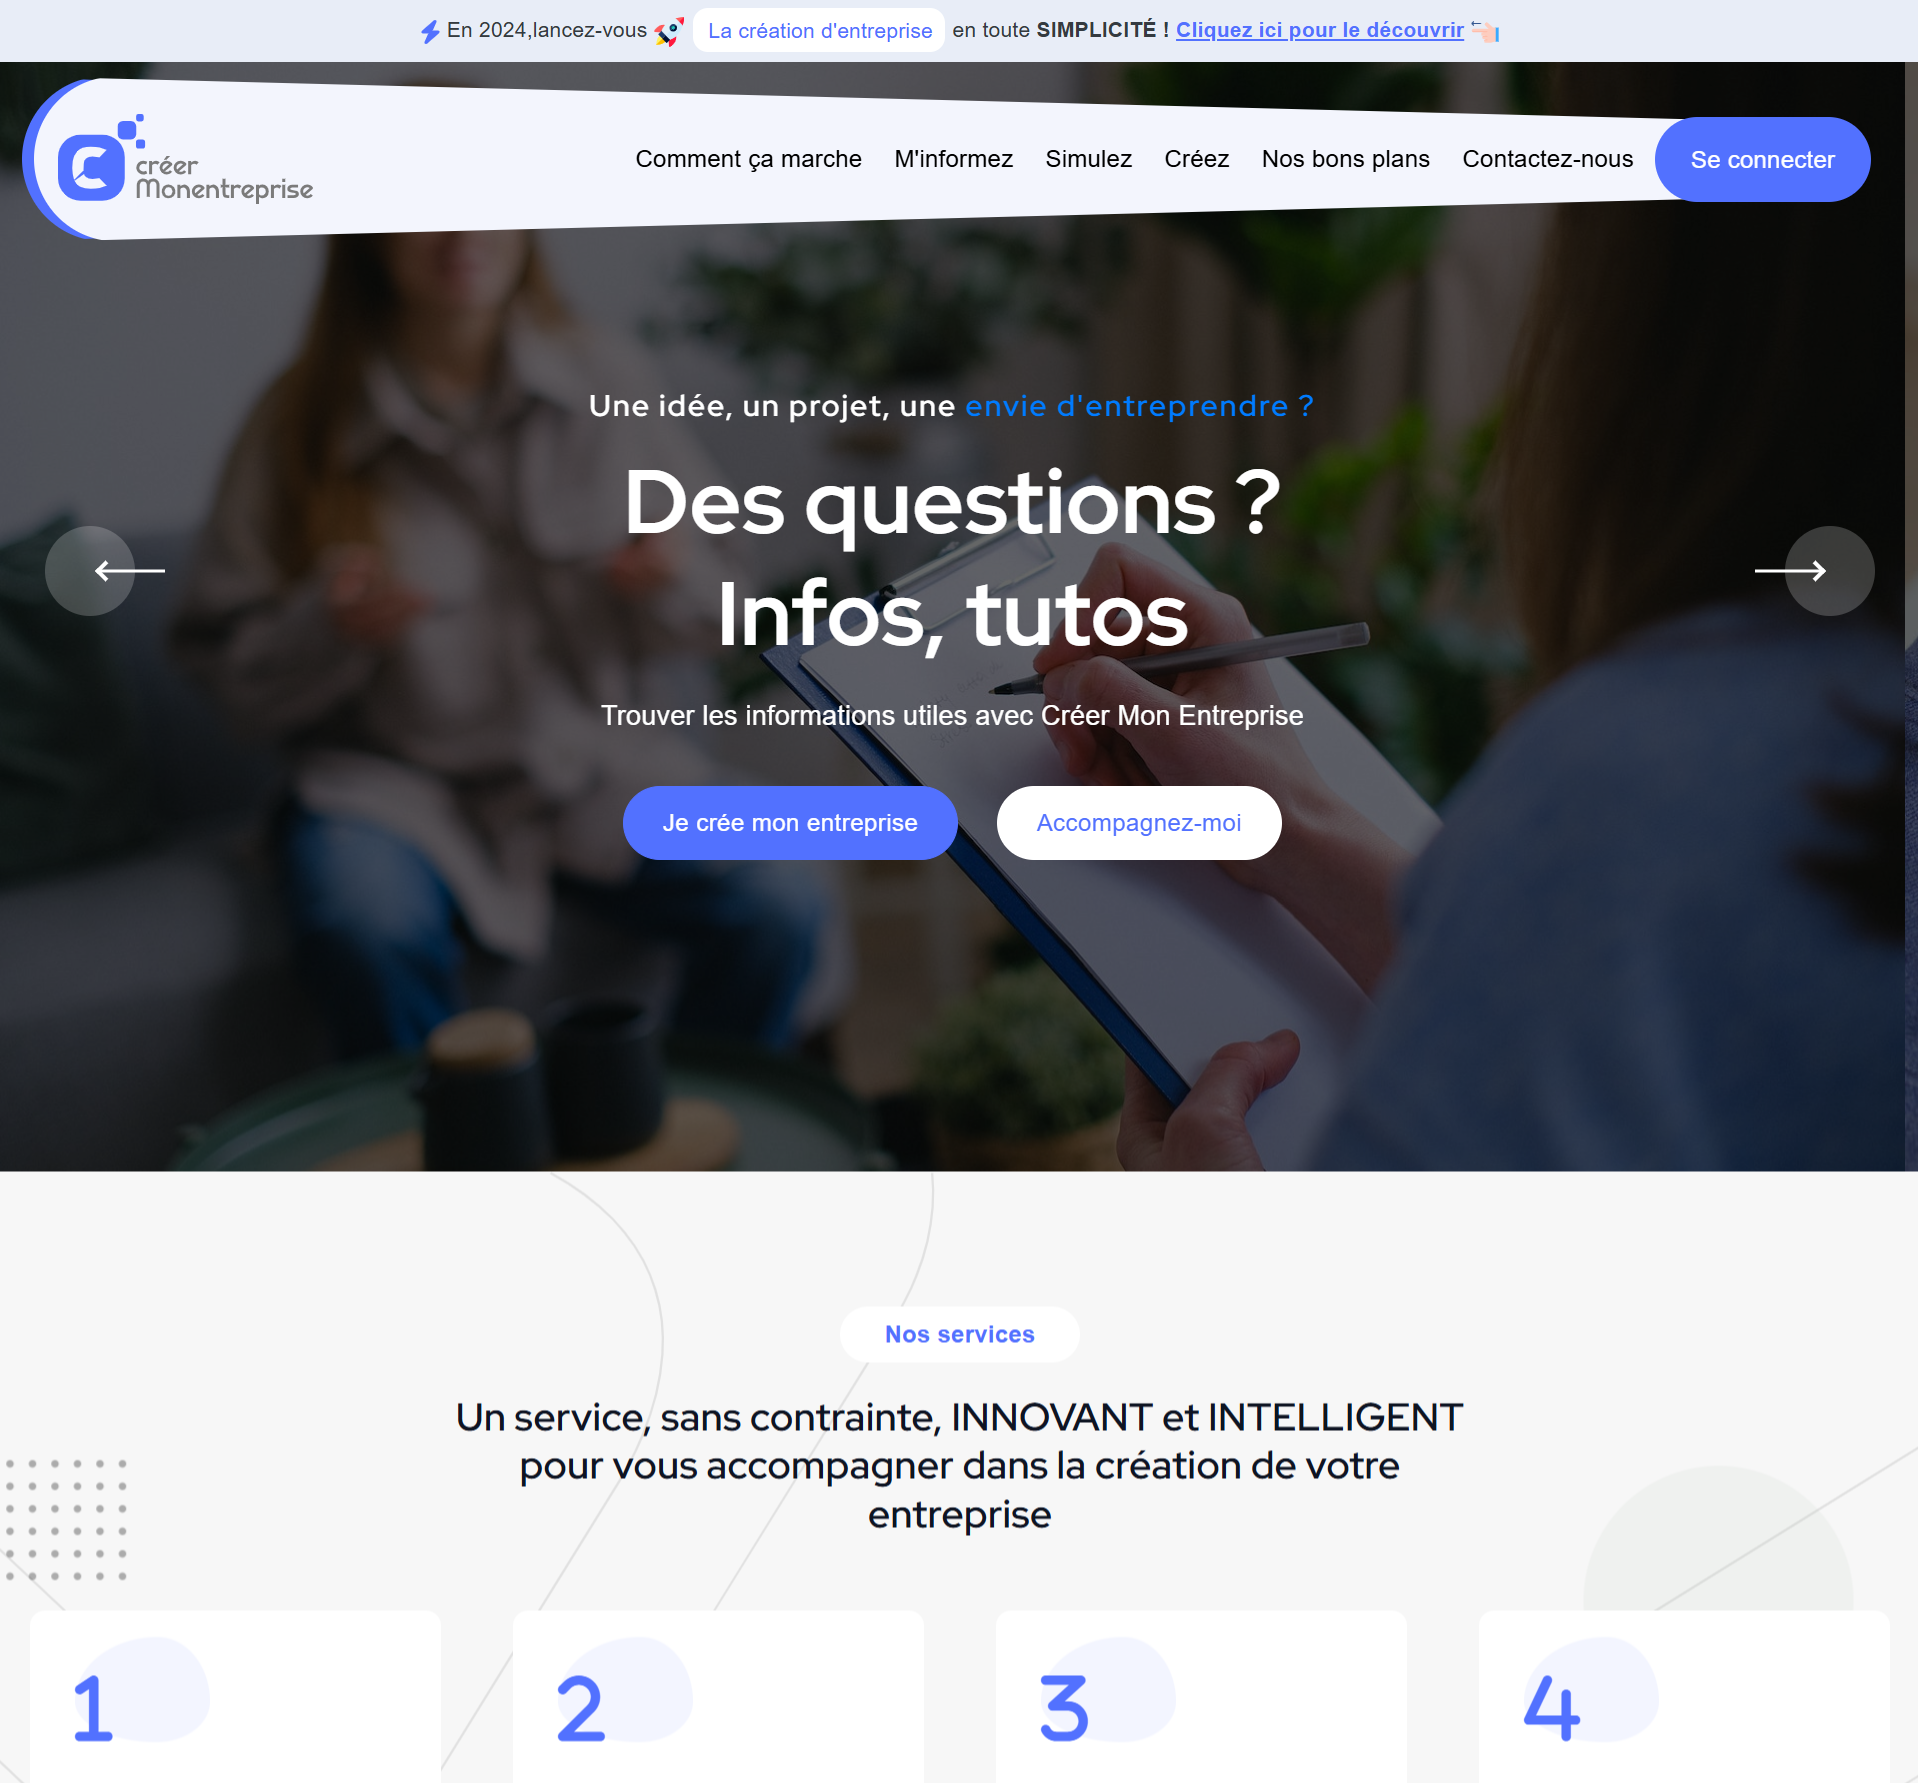 En 2024,lancez-vous La création d'entreprise en toute SIMPLICITÉ ! Cliquez ici pour le découvrir
créer
Monentreprise
Comment ça marche M'informez Simulez Créez Nos bons plans Contactez-nous Se connecter
Une idée, un projet, une envie d'entreprendre ?
Des questions ?
Infos, tutos
Trouver les informations utiles avec Créer Mon Entreprise
Je crée mon entreprise Accompagnez-moi
Nos services
Un service, sans contrainte, INNOVANT et INTELLIGENT
pour vous accompagner dans la création de votre
entreprise
1 2 3 4